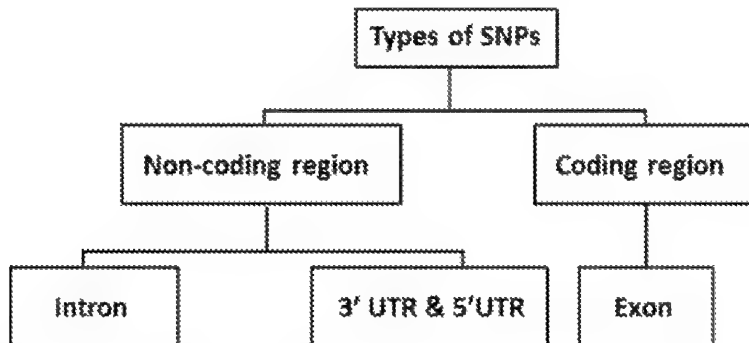 Types of SNPs
Non-coding region
Coding region
Intron
3' UTR & 5'UTR
Exon